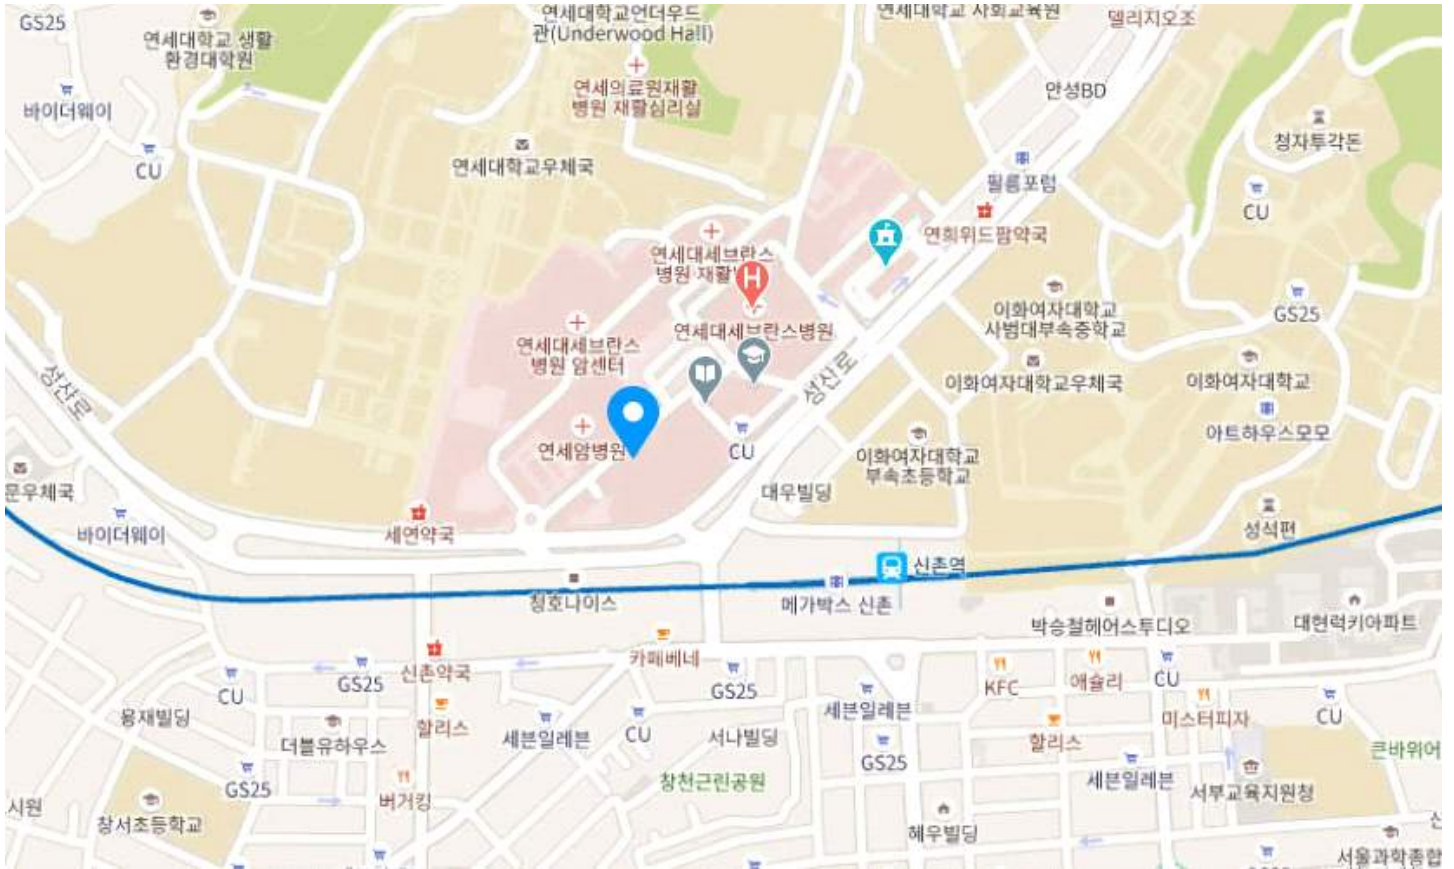 GS25
연세대학교 생활
환경대학원
연세대학교언더우드
관(Underwood Hall)
연세대학교 사회교육원
델리지오조
바이더웨이
CU
연세의료원재활
병원 재활심리실
안성BD
연세대학교우체국
청자투각돈
필름포럼
CU
연희위드팜약국
연세대세브란스
병원 재활
이화여자대학교
사범대부속중학교
GS25
연세대세브란스병원
연세대세브란스
병원 암센터
성산로
성산로
이화여자대학교우체국
이화여자대학교
아트하우스모모
연세암병원
CU
이화여자대학교
부속초등학교
문우체국
대우빌딩
바이더웨이
세연약국
성석편
신촌역
청호나이스
메가박스 신촌
박승철헤어스투디오
대현럭키아파트
카페베네
신촌약국
GS25
CU
GS25
KFC
애슐리
CU
용재빌딩
할리스
세븐일레븐
CU
서나빌딩
세븐일레븐
미스터피자
CU
더블유하우스
할리스
큰바위어
GS25
GS25
창천근린공원
세븐일레븐
서부교육지원청
시원
버거킹
창서초등학교
혜우빌딩
신
서울과학종합